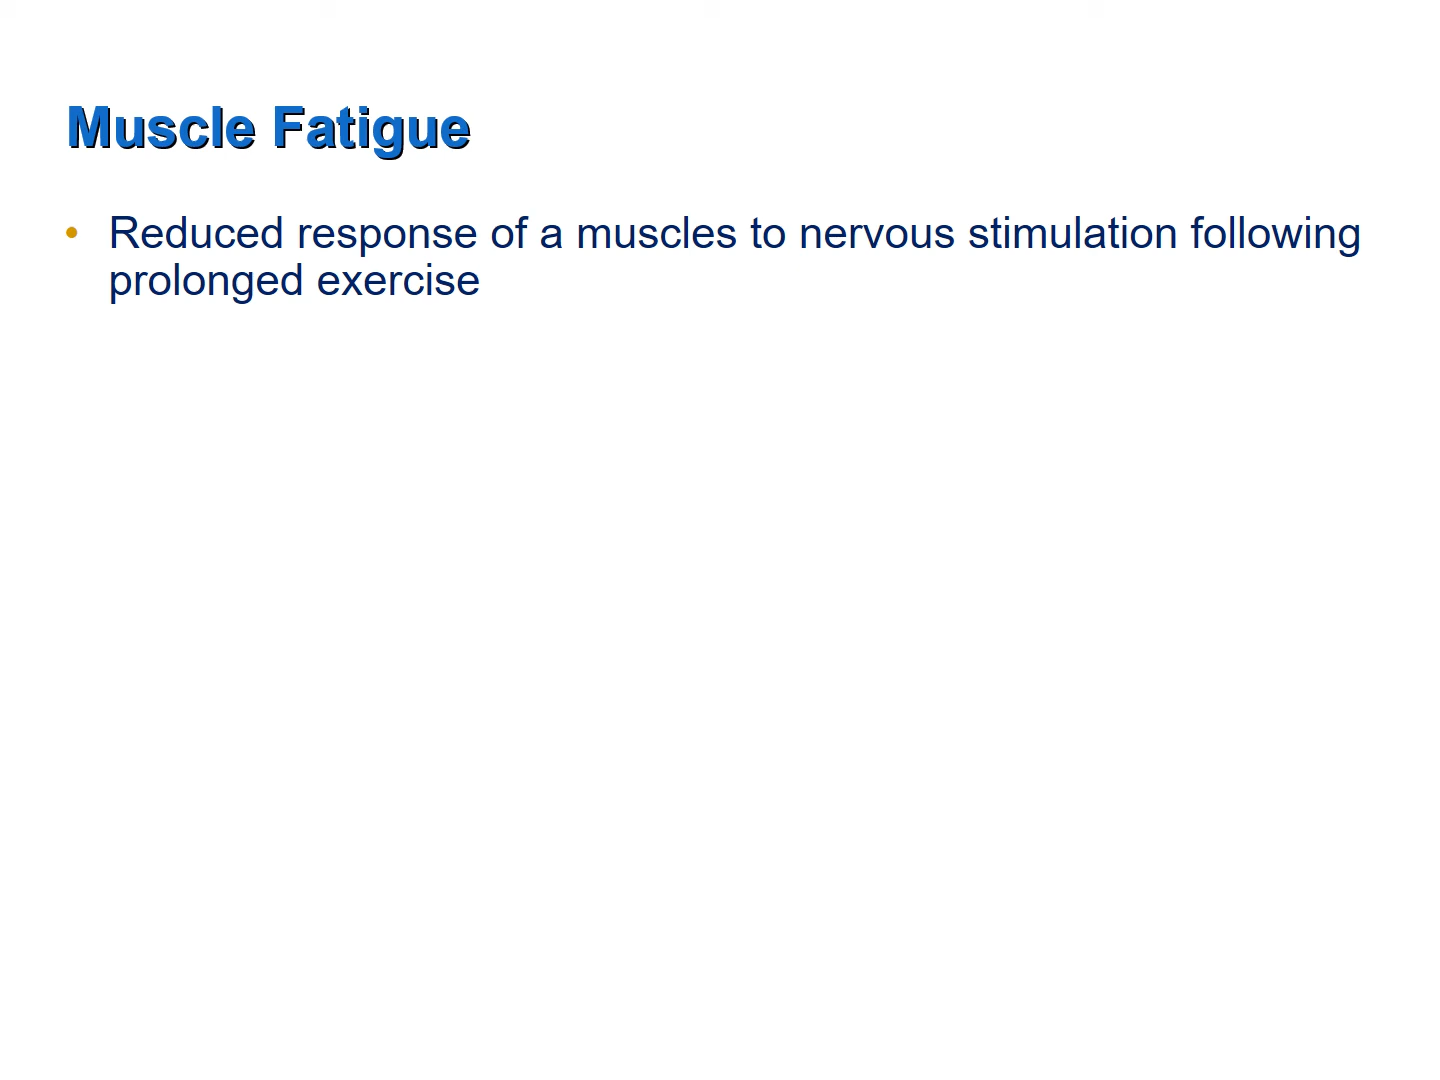 Muscle Fatigue
• Reduced response of a muscles to nervous stimulation following
prolonged exercise